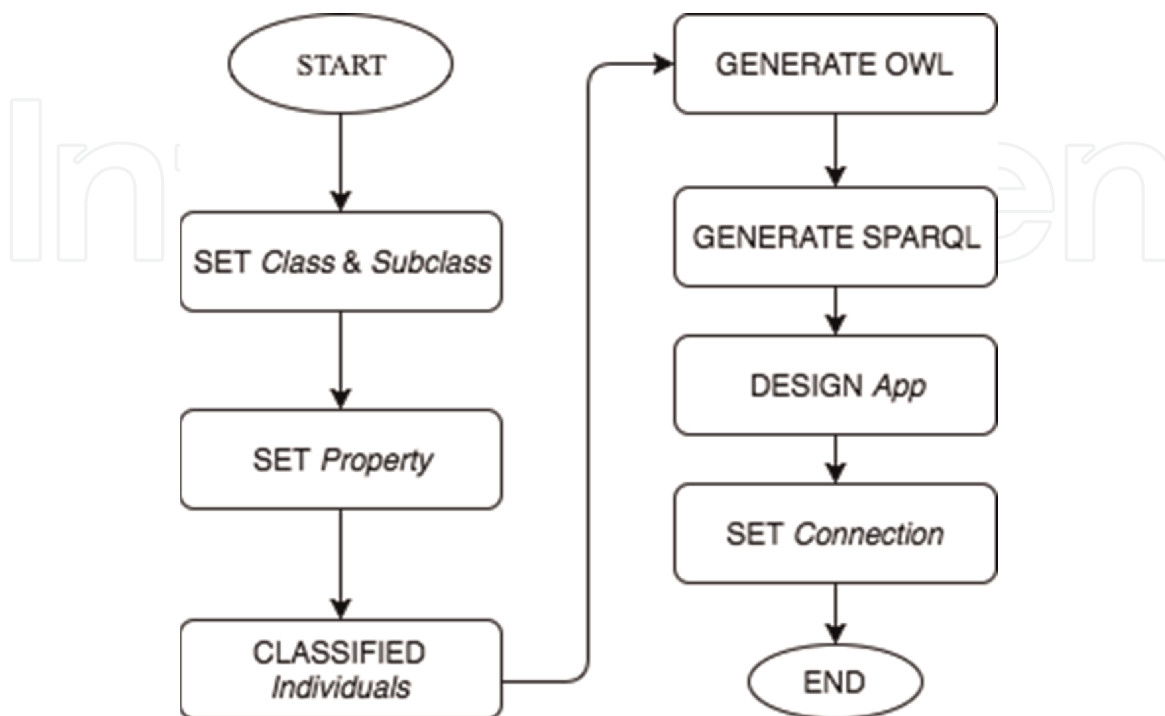 START
SET Class & Subclass
SET Property
CLASSIFIED
Individuals
GENERATE OWL
GENERATE SPARQL
DESIGN App
SET Connection
END